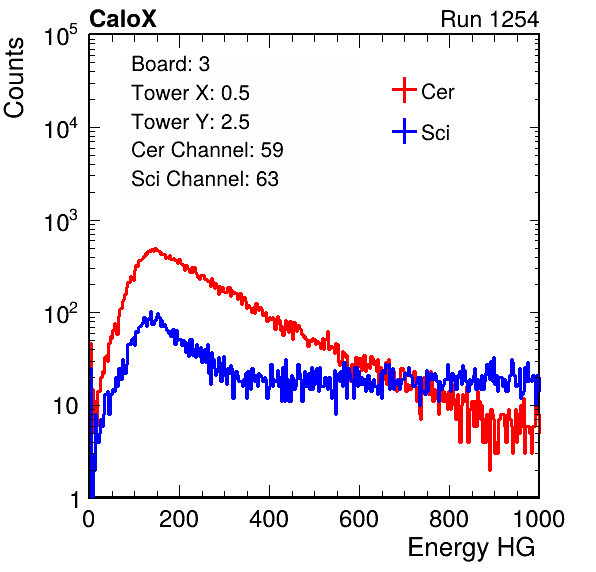 CaloX Run 1254
Counts
Board: 3
Tower X: 0.5
Tower Y: 2.5
Cer Channel: 59
Sci Channel: 63
Cer
Sci
10^5
10^4
10^3
10^2
10
1
0 200 400 600 800 1000
Energy HG